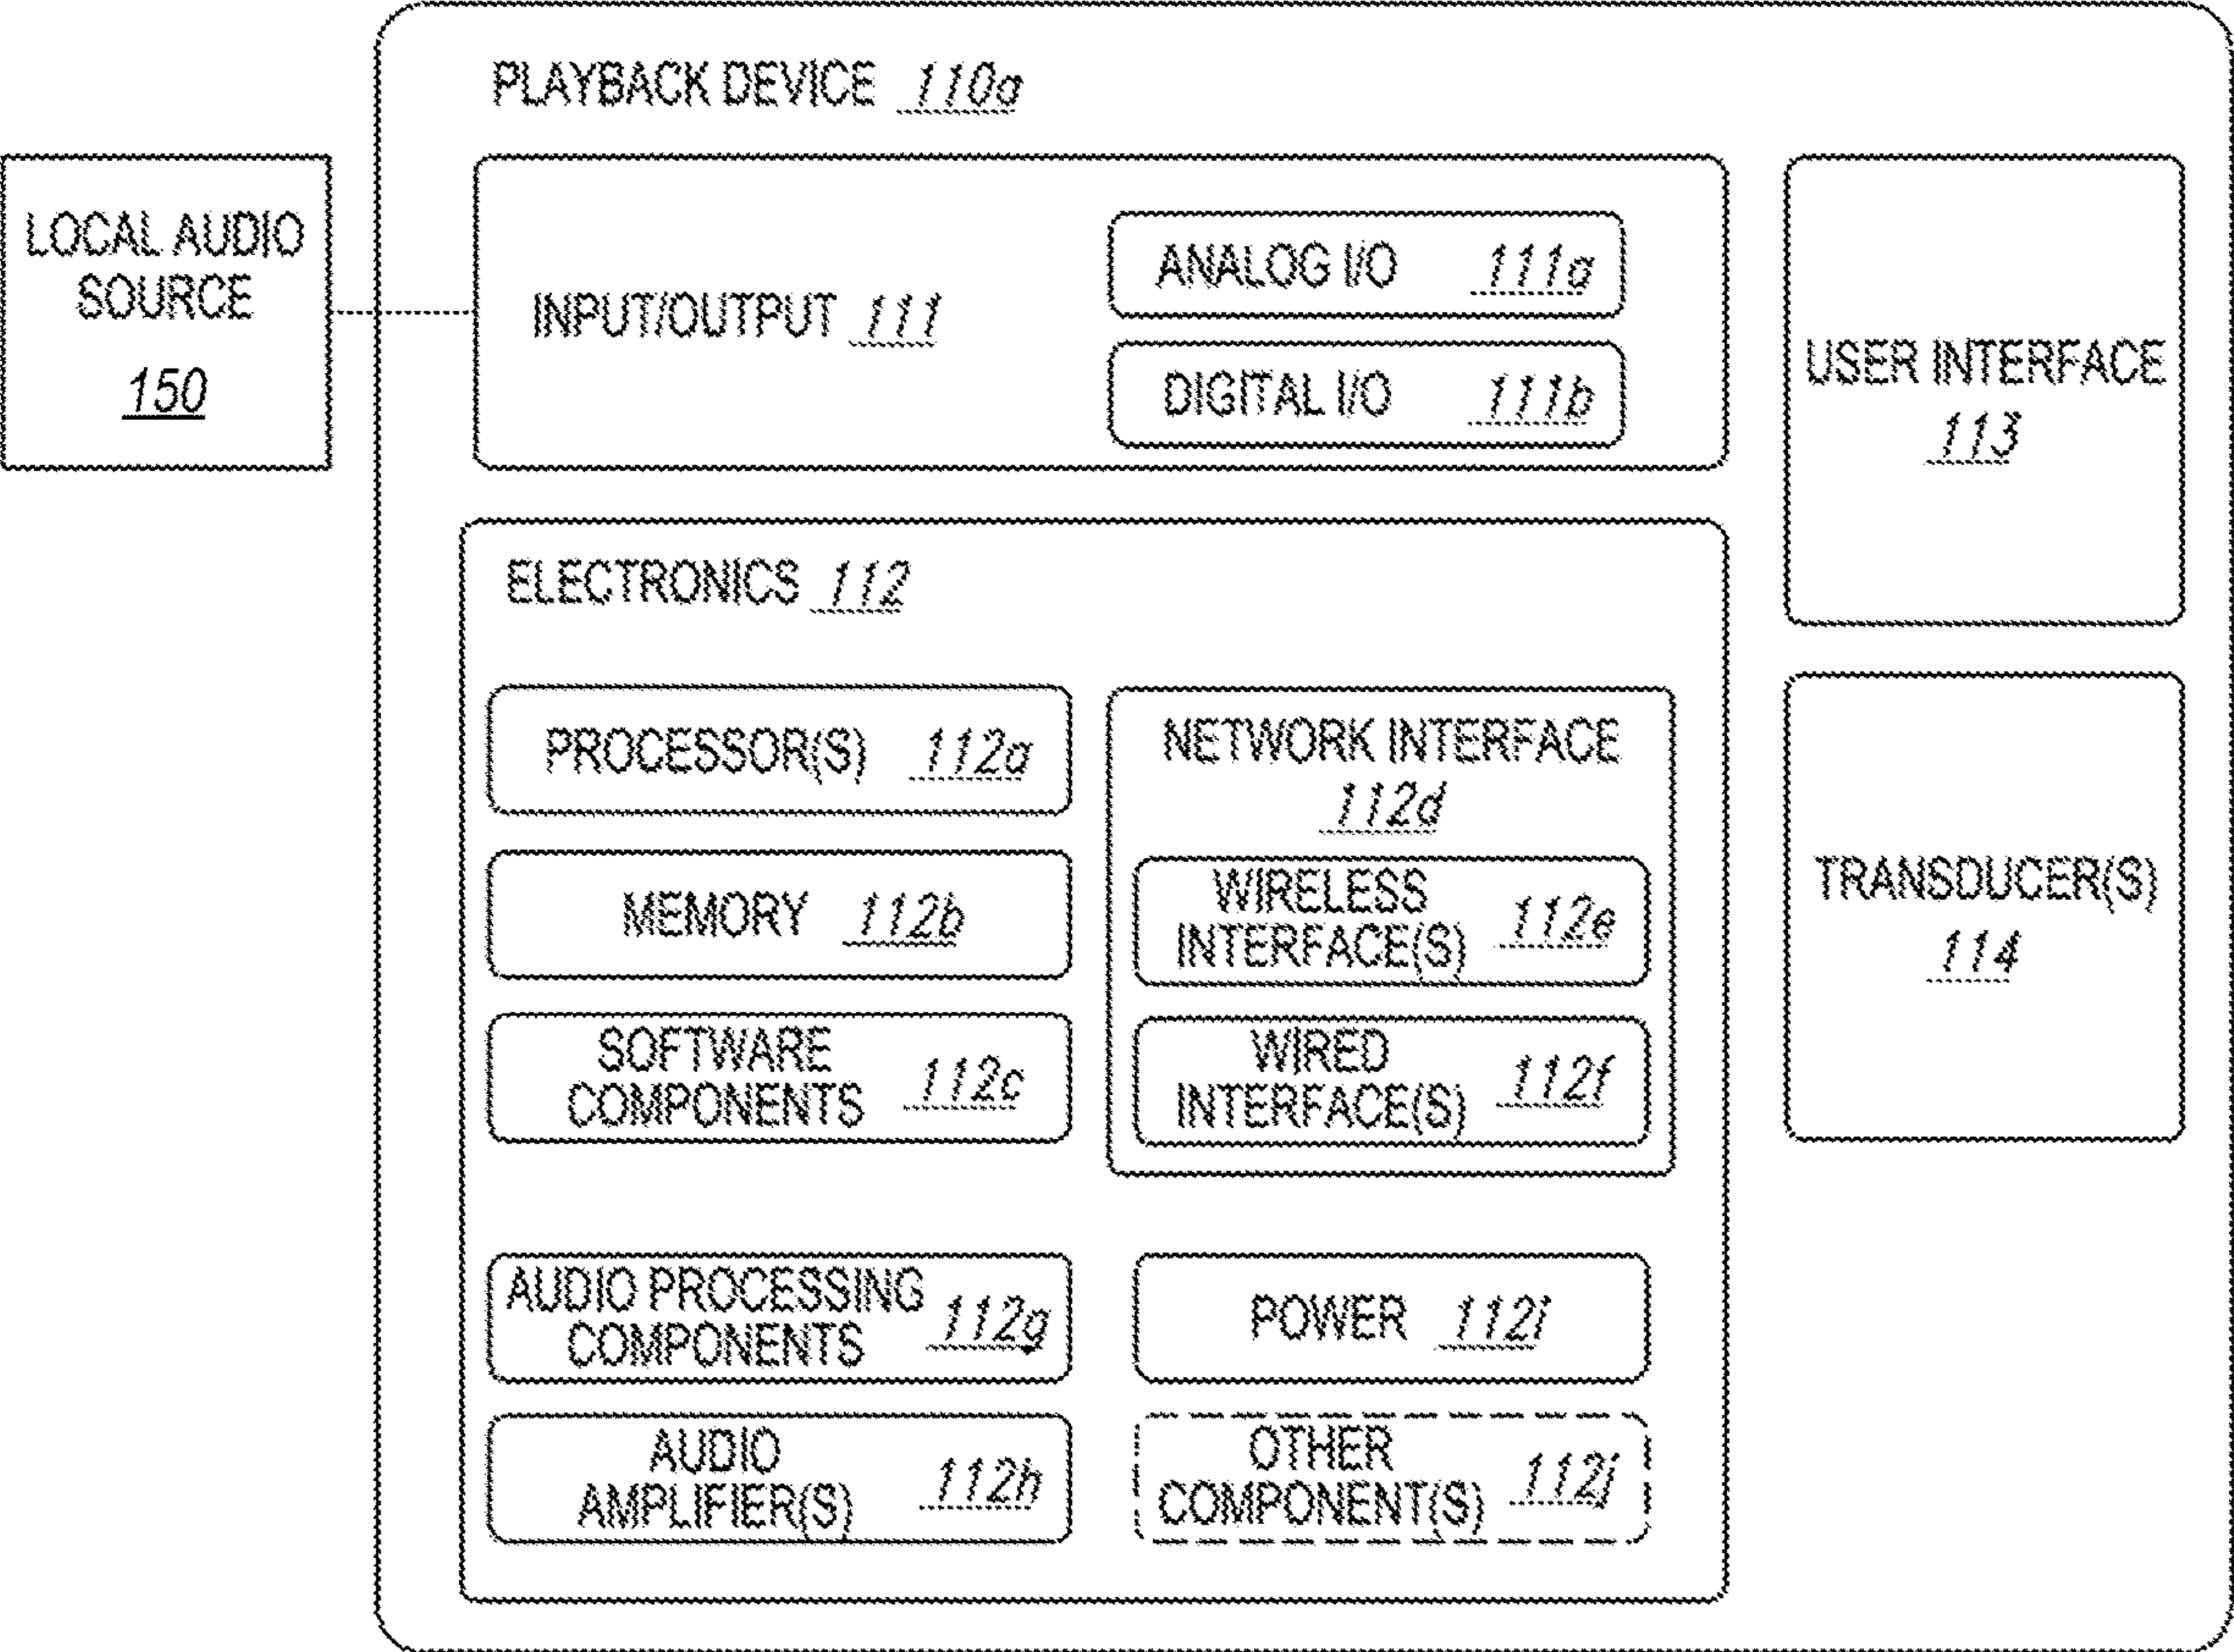 PLAYBACK DEVICE 110a
LOCAL AUDIO
SOURCE
150
INPUT/OUTPUT 111
ANALOG I/O 111a
DIGITAL I/O 111b
USER INTERFACE
113
ELECTRONICS 112
PROCESSOR(S) 112a
MEMORY 112b
SOFTWARE
COMPONENTS 112c
NETWORK INTERFACE
112d
WIRELESS
INTERFACE(S) 112e
WIRED
INTERFACE(S) 112f
TRANSDUCER(S)
114
AUDIO PROCESSING
COMPONENTS 112g
POWER 112i
AUDIO
AMPLIFIER(S) 112h
OTHER
COMPONENT(S) 112j